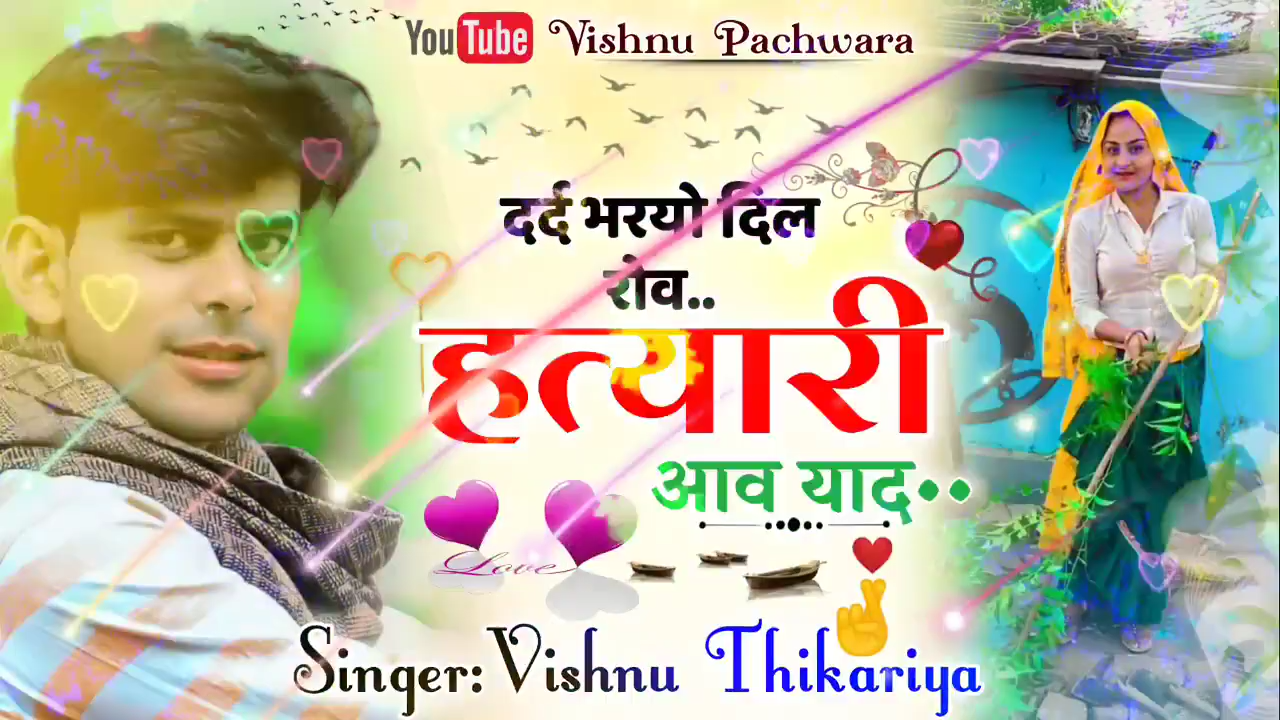 YouTube Vishnu Pachwara
दर्द भरयो दिल
रोव..
हत्यारी
आव याद..
Love
Singer: Vishnu Thikariya